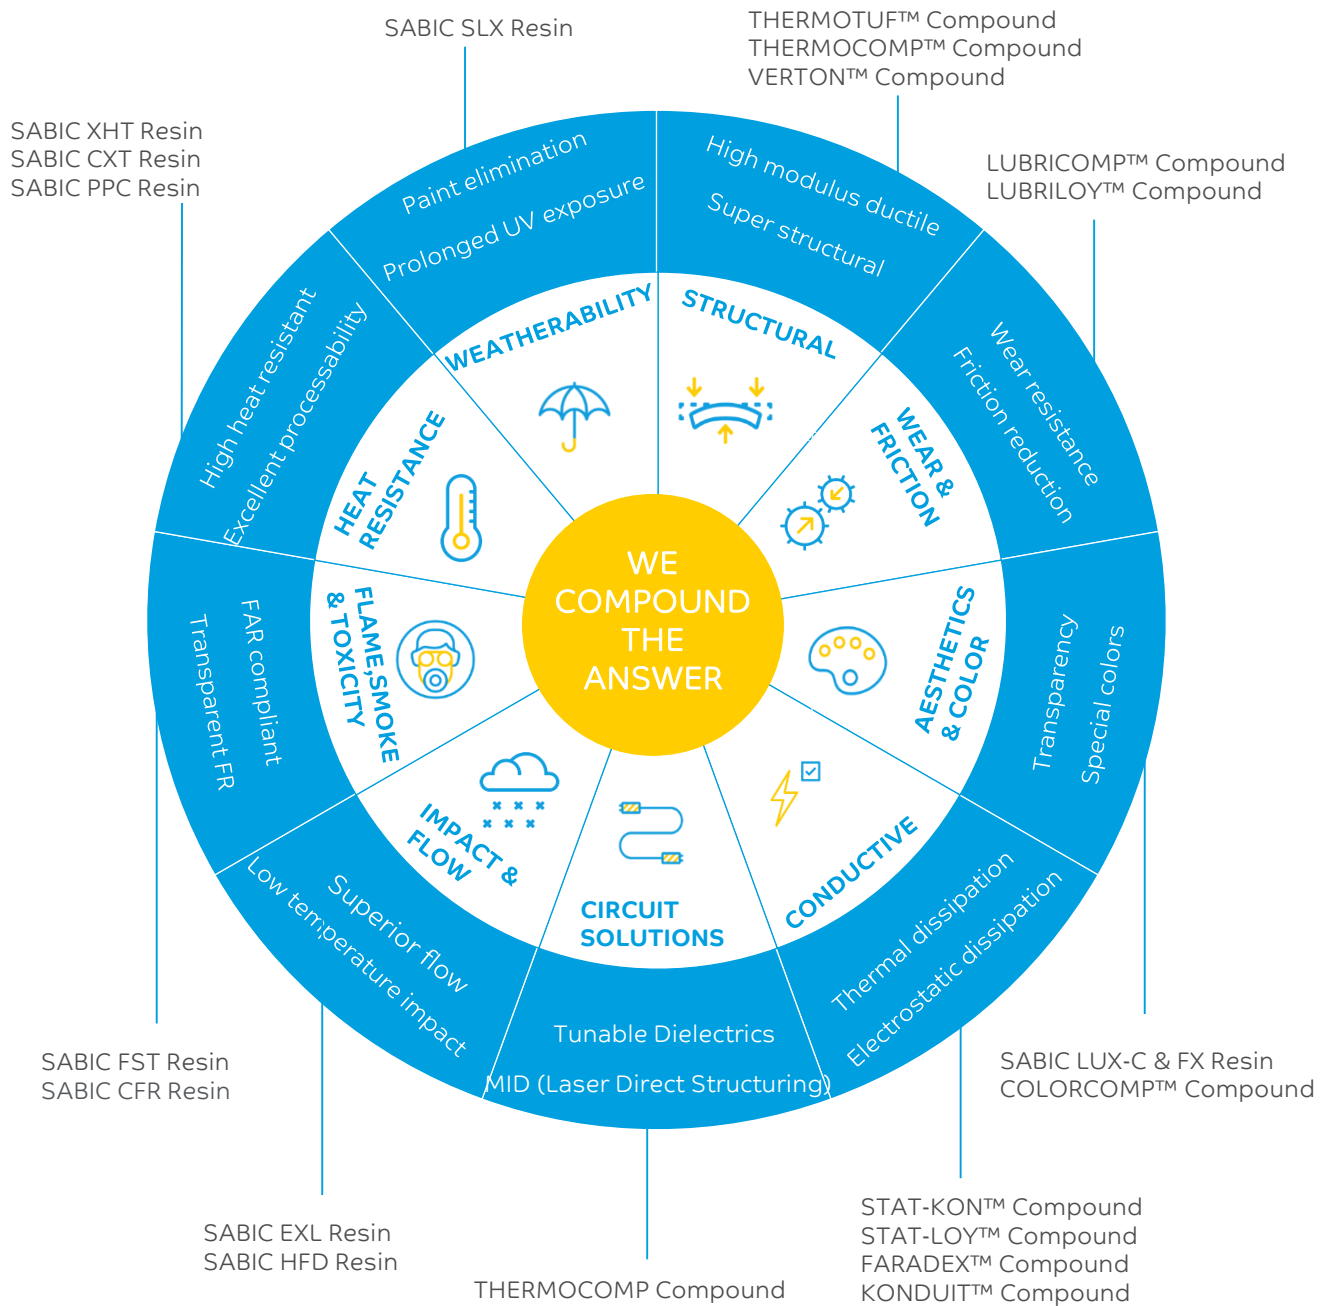 SABIC SLX Resin
THERMOTUF™ Compound
THERMOCOMP™ Compound
VERTON™ Compound
SABIC XHT Resin
SABIC CXT Resin
SABIC PPC Resin
LUBRICOMP™ Compound
LUBRILOY™ Compound
Paint elimination
Prolonged UV exposure
High modulus ductile
Super structural
Wear resistance
Friction reduction
High heat resistant
Excellent processability
WEATHERABILITY
STRUCTURAL
WEAR &
FRICTION
HEAT
RESISTANCE
WE
COMPOUND
THE
ANSWER
FLAME,SMOKE
& TOXICITY
FAR compliant
Transparent FR
AESTHETICS
& COLOR
Transparency
Special colors
IMPACT &
FLOW
Superior flow
Low temperature impact
CIRCUIT
SOLUTIONS
Tunable Dielectrics
MID (Laser Direct Structuring)
CONDUCTIVE
Thermal dissipation
Electrostatic dissipation
SABIC FST Resin
SABIC CFR Resin
SABIC LUX-C & FX Resin
COLORCOMP™ Compound
SABIC EXL Resin
SABIC HFD Resin
THERMOCOMP Compound
STAT-KON™ Compound
STAT-LOY™ Compound
FARADEX™ Compound
KONDUIT™ Compound